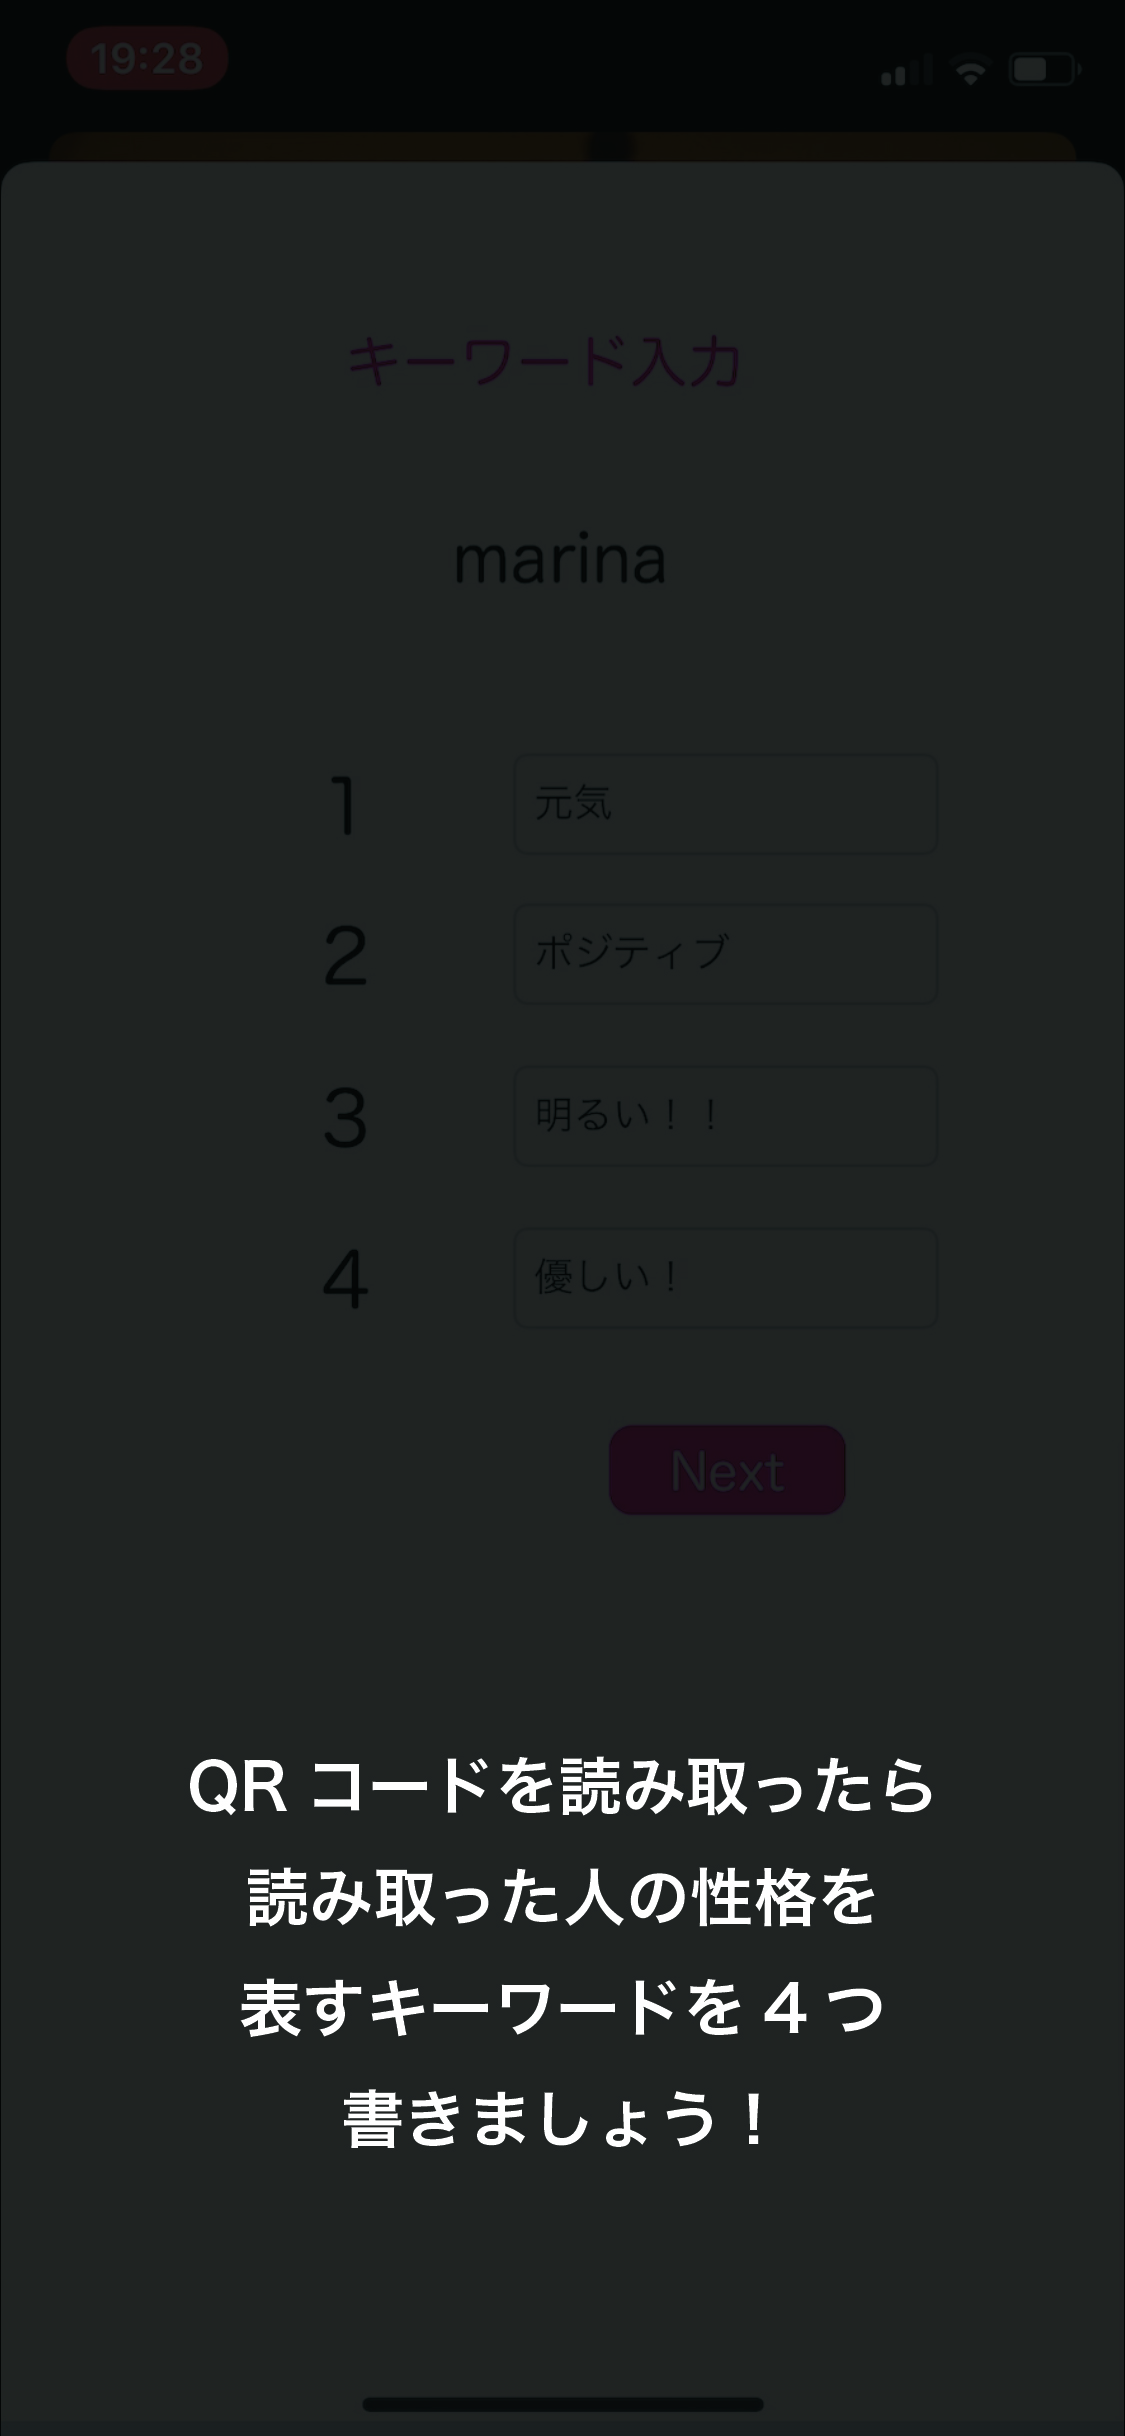 19:28
キーワード入力
marina
1 元気
2 ポジティブ
3 明るい！！
4 優しい！
Next
QR コードを読み取ったら
読み取った人の性格を
表すキーワードを 4 つ
書きましょう！